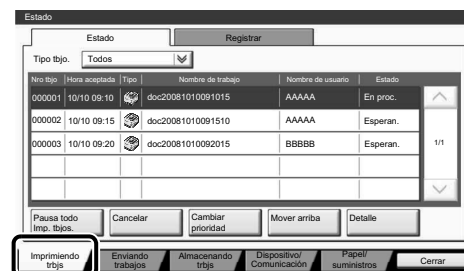 Estado
Estado Registrar
Tipo tbjo. Todos
Nro tbjo Hora aceptada Tipo Nombre de trabajo Nombre de usuario Estado
000001 10/10 09:10 doc20081010091015 AAAAA En proc.
000002 10/10 09:15 doc20081010091510 AAAAA Esperan.
000003 10/10 09:20 doc20081010092015 BBBBB Esperan.
1/1
Pausa todo Cancelar Cambiar Mover arriba Detalle
Imp. tbjos. prioridad
Imprimiendo Enviando Almacenando Dispositivo/ Papel/ Cerrar
trbjs trabajos trbjs Comunicación suministros